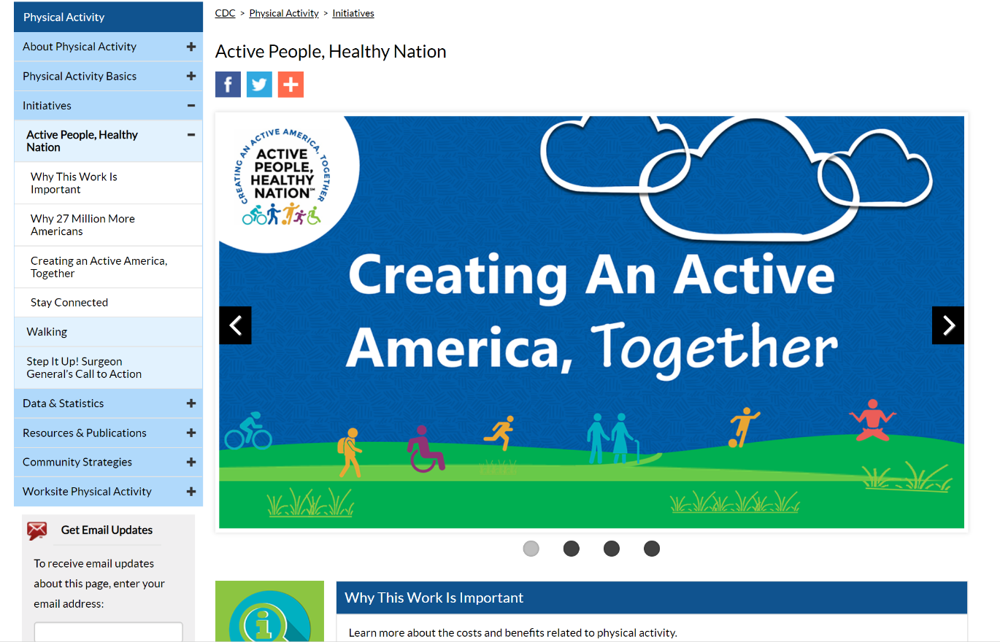 Physical Activity
About Physical Activity
Physical Activity Basics
Initiatives
Active People, Healthy
Nation
Why This Work Is
Important
Why 27 Million More
Americans
Creating an Active America,
Together
Stay Connected
Walking
Step It Up! Surgeon
General’s Call to Action
Data & Statistics
Resources & Publications
Community Strategies
Worksite Physical Activity
Get Email Updates
To receive email updates
about this page, enter your
email address:
CDC > Physical Activity > Initiatives
Active People, Healthy Nation
CREATING AN ACTIVE AMERICA, TOGETHER
ACTIVE
PEOPLE,
HEALTHY
NATION℠
Creating An Active
America, Together
Why This Work Is Important
Learn more about the costs and benefits related to physical activity.